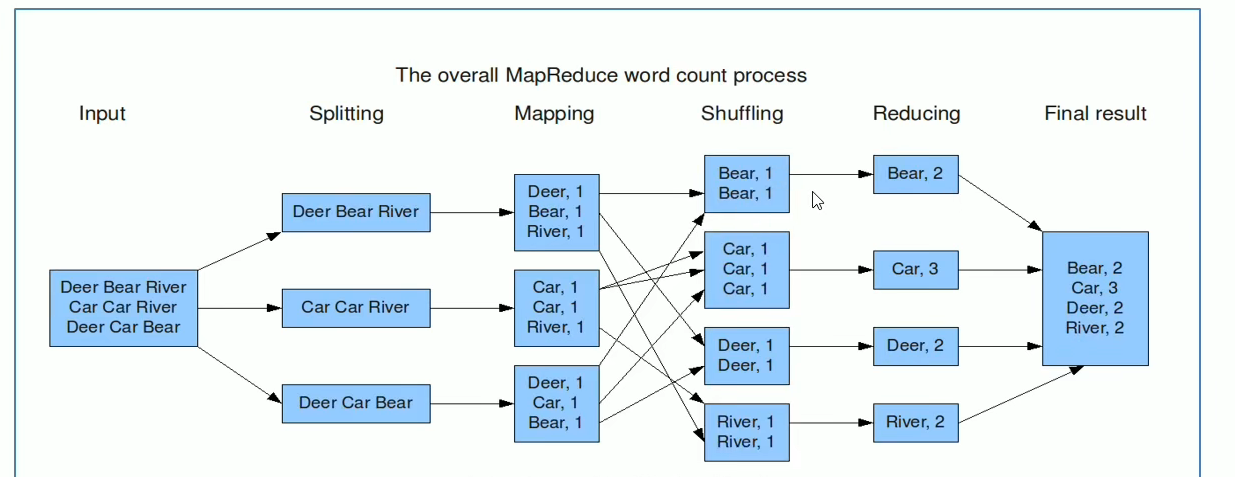 The overall MapReduce word count process
Input
Splitting
Mapping
Shuffling
Reducing
Final result
Deer Bear River
Car Car River
Deer Car Bear
Deer Bear River
Car Car River
Deer Car Bear
Deer, 1
Bear, 1
River, 1
Car, 1
Car, 1
River, 1
Deer, 1
Car, 1
Bear, 1
Bear, 1
Bear, 1
Car, 1
Car, 1
Car, 1
Deer, 1
Deer, 1
River, 1
River, 1
Bear, 2
Car, 3
Deer, 2
River, 2
Bear, 2
Car, 3
Deer, 2
River, 2